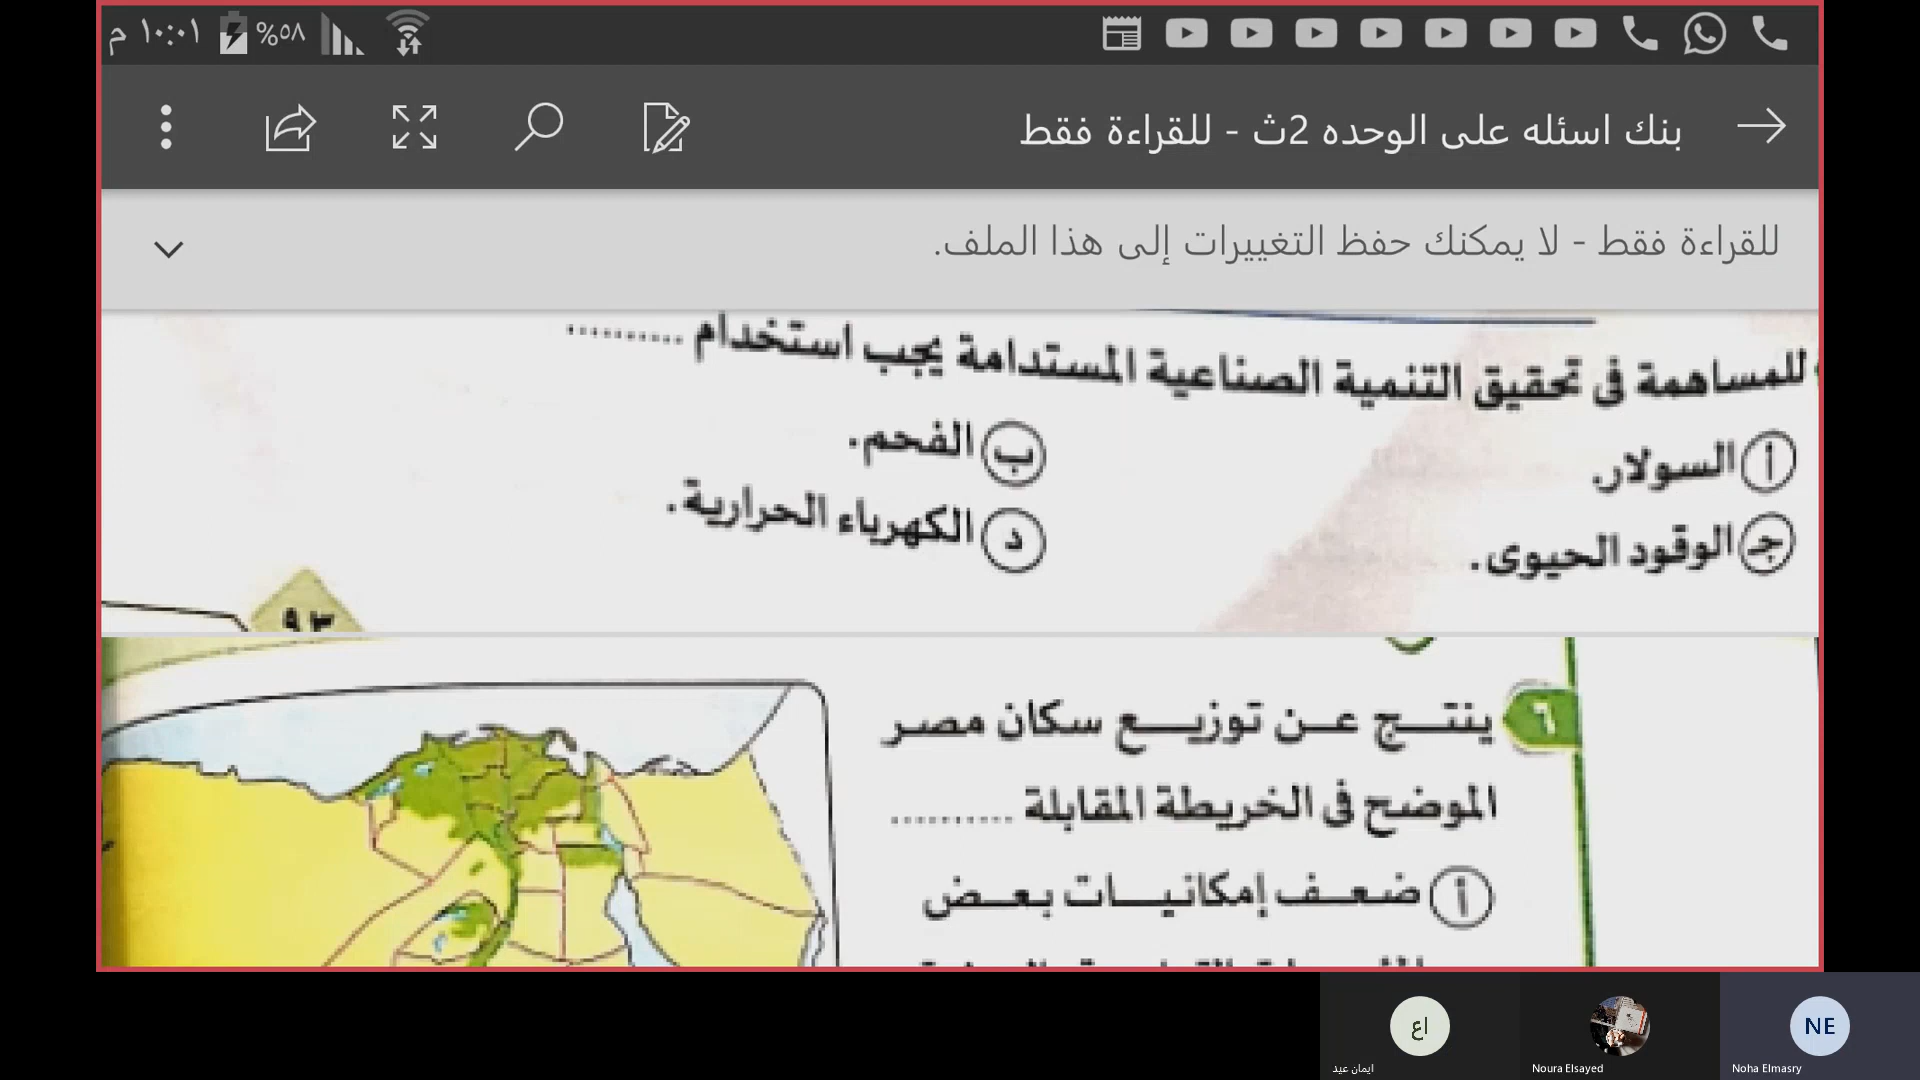 ١٠:٠١ م
%٥٨
بنك اسئله على الوحده 2ث - للقراءة فقط
للقراءة فقط - لا يمكنك حفظ التغييرات إلى هذا الملف.
للمساهمة فى تحقيق التنمية الصناعية المستدامة يجب استخدام ..........
أ السولار.
ب الفحم.
جـ الوقود الحيوى.
د الكهرباء الحرارية.
٩٣
٦ ينتج عن توزيع سكان مصر
الموضح فى الخريطة المقابلة ..........
أ ضعف إمكانيات بعض
اع
ايمان عيد
Noura Elsayed
NE
Noha Elmasry